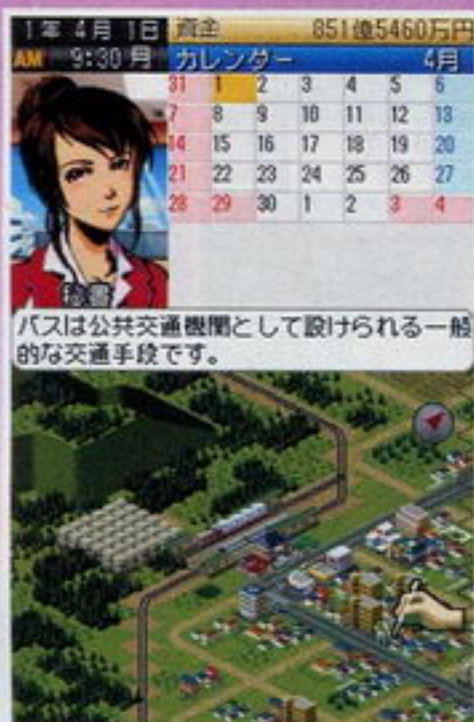 1年 4月 1日 資金 851億5460万円
AM 9:30 月 カレンダー 4月
31 1 2 3 4 5 6
7 8 9 10 11 12 13
14 15 16 17 18 19 20
21 22 23 24 25 26 27
28 29 30 1 2 3 4
秘書
バスは公共交通機関として設けられる一般
的な交通手段です。